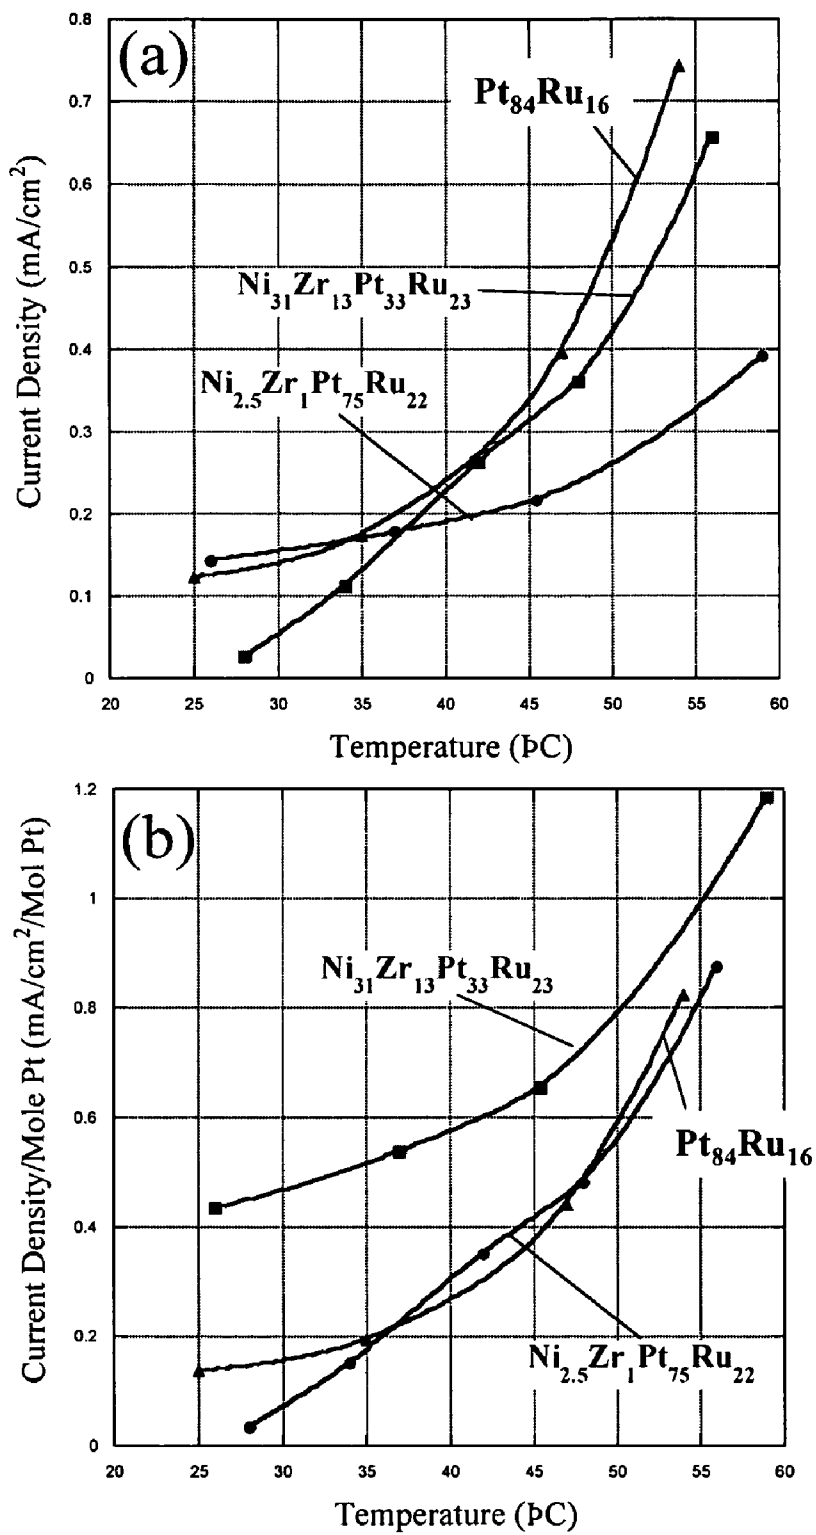 (a)
0.8
0.7
0.6
0.5
0.4
0.3
0.2
0.1
0
Current Density (mA/cm²)
Pt₈₄Ru₁₆
Ni₃₁Zr₁₃Pt₃₃Ru₂₃
Ni₂.₅Zr₁Pt₇₅Ru₂₂
20 25 30 35 40 45 50 55 60
Temperature (ÞC)
(b)
1.2
1
0.8
0.6
0.4
0.2
0
Current Density/Mole Pt (mA/cm²/Mol Pt)
Ni₃₁Zr₁₃Pt₃₃Ru₂₃
Pt₈₄Ru₁₆
Ni₂.₅Zr₁Pt₇₅Ru₂₂
20 25 30 35 40 45 50 55 60
Temperature (ÞC)